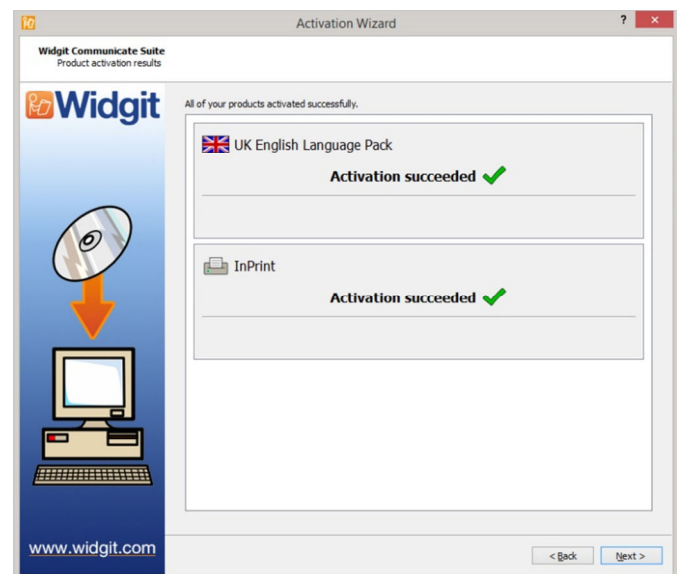 Activation Wizard
?
×
Widgit Communicate Suite
Product activation results
Widgit
All of your products activated successfully.
UK English Language Pack
Activation succeeded
InPrint
Activation succeeded
www.widgit.com
< Back
Next >